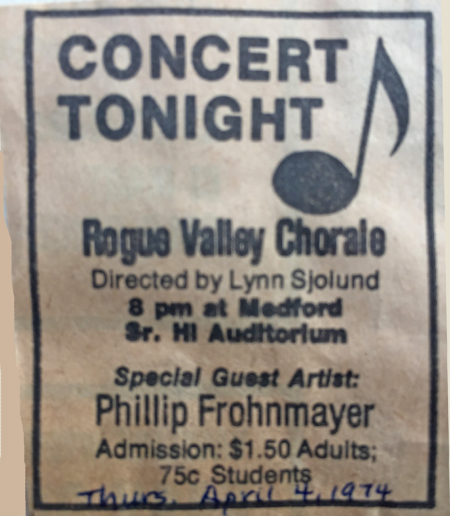 CONCERT
TONIGHT
Rogue Valley Chorale
Directed by Lynn Sjolund
8 pm at Medford
Sr. Hi Auditorium
Special Guest Artist:
Phillip Frohnmayer
Admission: $1.50 Adults;
75c Students
Thurs. April 4, 1974